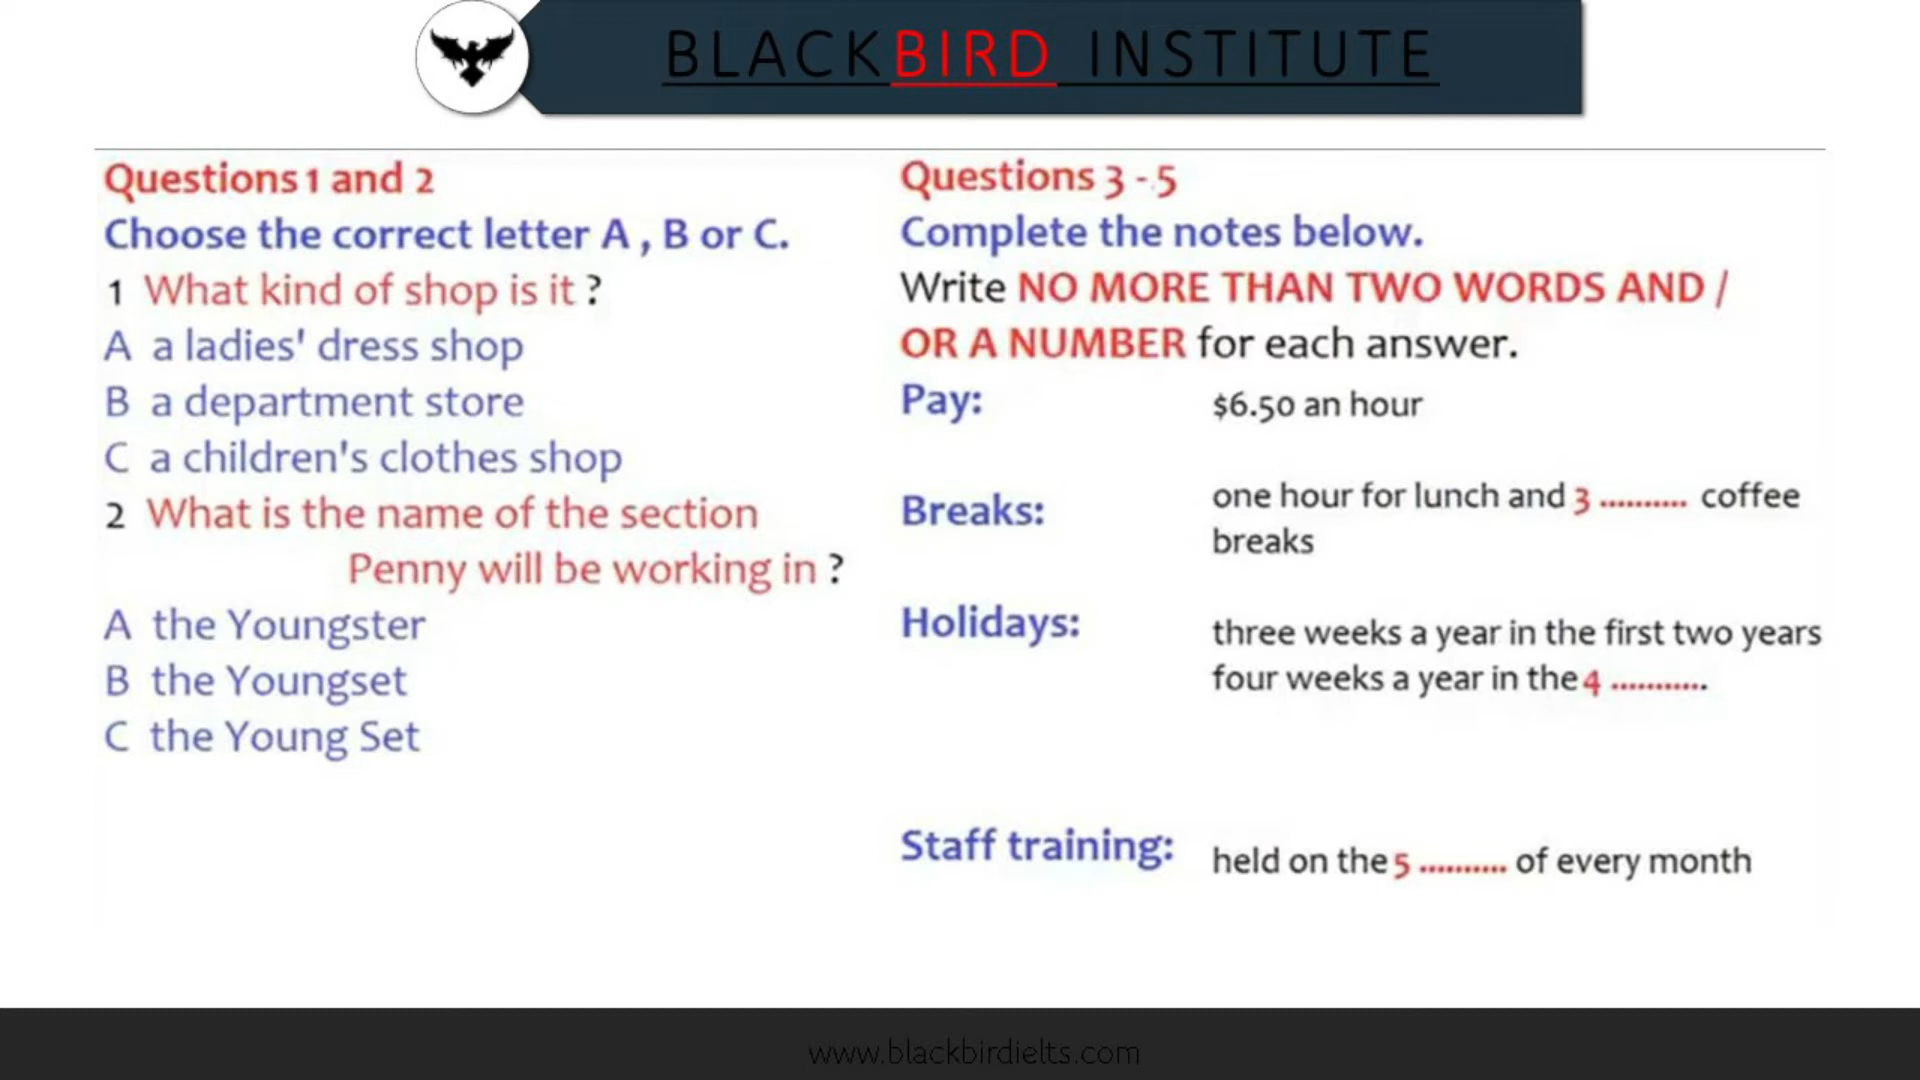 BLACKBIRD INSTITUTE
Questions 1 and 2
Choose the correct letter A , B or C.
1 What kind of shop is it ?
A a ladies' dress shop
B a department store
C a children's clothes shop
2 What is the name of the section
Penny will be working in ?
A the Youngster
B the Youngset
C the Young Set
Questions 3 - 5
Complete the notes below.
Write NO MORE THAN TWO WORDS AND /
OR A NUMBER for each answer.
Pay: $6.50 an hour
Breaks: one hour for lunch and 3 .......... coffee
breaks
Holidays: three weeks a year in the first two years
four weeks a year in the 4 ...........
Staff training: held on the 5 .......... of every month
www.blackbirdielts.com